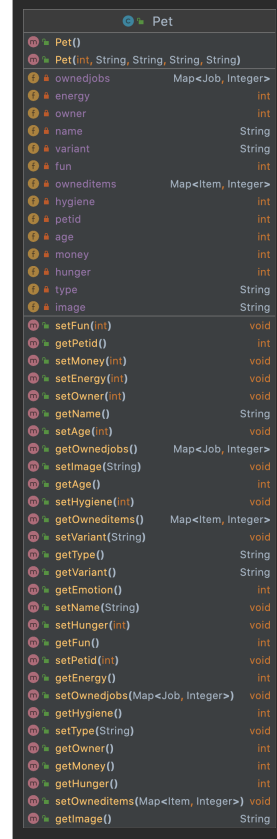 Pet
Pet()
Pet(int, String, String, String, String)
ownedjobs Map<Job, Integer>
energy int
owner int
name String
variant String
fun int
owneditems Map<Item, Integer>
hygiene int
petid int
age int
money int
hunger int
type String
image String
setFun(int) void
getPetid() int
setMoney(int) void
setEnergy(int) void
setOwner(int) void
getName() String
setAge(int) void
getOwnedjobs() Map<Job, Integer>
setImage(String) void
getAge() int
setHygiene(int) void
getOwneditems() Map<Item, Integer>
setVariant(String) void
getType() String
getVariant() String
getEmotion() int
setName(String) void
setHunger(int) void
getFun() int
setPetid(int) void
getEnergy() int
setOwnedjobs(Map<Job, Integer>) void
getHygiene() int
setType(String) void
getOwner() int
getMoney() int
getHunger() int
setOwneditems(Map<Item, Integer>) void
getImage() String